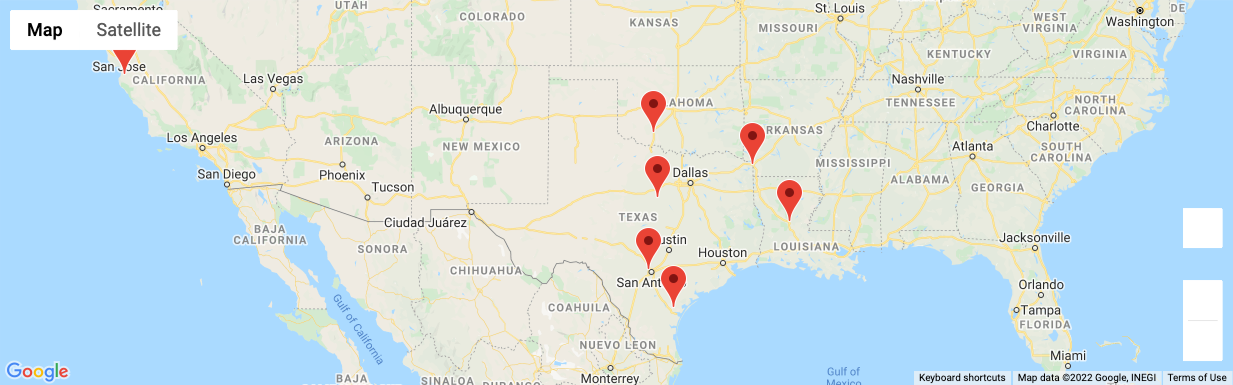 Map
Satellite
Sacramento
UTAH
COLORADO
KANSAS
MISSOURI
St. Louis
WEST
VIRGINIA
Washington
DE
San Jose
CALIFORNIA
Las Vegas
KENTUCKY
VIRGINIA
Nashville
TENNESSEE
NORTH
CAROLINA
Albuquerque
AHOMA
RKANSAS
Charlotte
Los Angeles
ARIZONA
NEW MEXICO
MISSISSIPPI
Atlanta
SOUTH
CAROLINA
San Diego
Phoenix
Tucson
Dallas
ALABAMA
GEORGIA
Ciudad Juárez
TEXAS
BAJA
CALIFORNIA
SONORA
ustin
Houston
LOUISIANA
Jacksonville
CHIHUAHUA
San Ant
Orlando
Gulf of California
COAHUILA
Tampa
FLORIDA
NUEVO LEON
Miami
Google
BAJA
SINALOA
DURANGO
Monterrey
Gulf of
Mexico
Keyboard shortcuts
Map data ©2022 Google, INEGI
Terms of Use